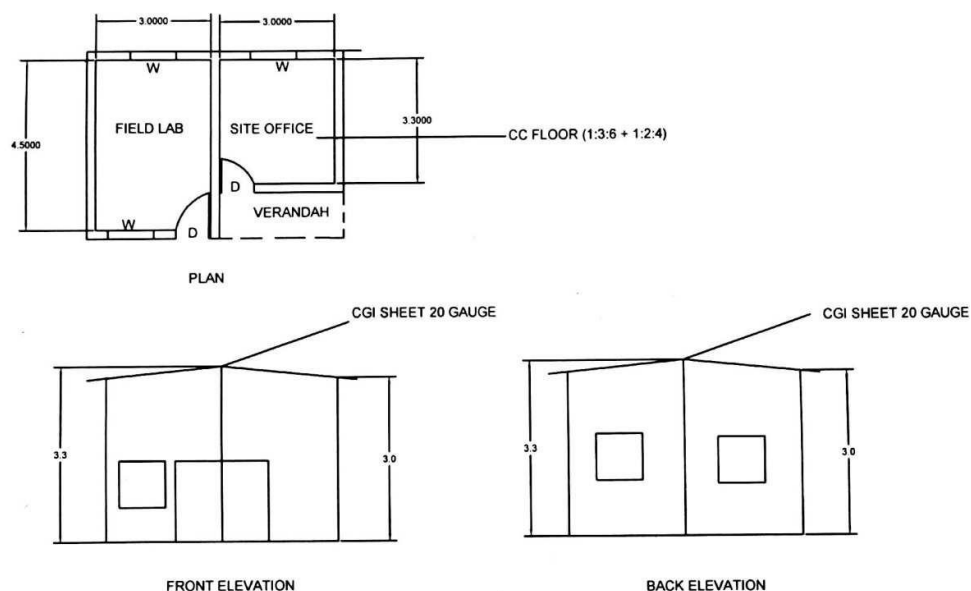 3.0000
3.0000
W
W
FIELD LAB
SITE OFFICE
CC FLOOR (1:3:6 + 1:2:4)
3.3000
4.5000
D
VERANDAH
W
D
PLAN
CGI SHEET 20 GAUGE
CGI SHEET 20 GAUGE
3.3
3.0
3.3
3.0
FRONT ELEVATION
BACK ELEVATION